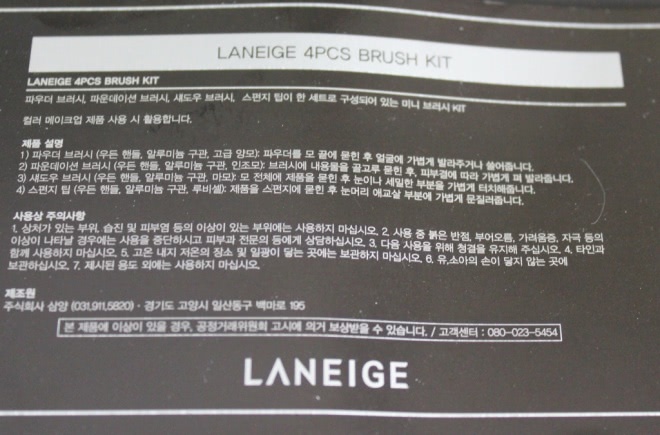 LANEIGE 4PCS BRUSH KIT
LANEIGE 4PCS BRUSH KIT
파우더 브러시, 파운데이션 브러시, 섀도우 브러시, 스펀지 팁이 한 세트로 구성되어 있는 미니 브러시 KIT
컬러 메이크업 제품 사용 시 활용합니다.
제품 설명
1) 파우더 브러시 (우든 핸들, 알루미늄 구관, 고급 양모): 파우더를 모 끝에 묻힌 후 얼굴에 가볍게 발라주거나 쓸어줍니다.
2) 파운데이션 브러시 (우든 핸들, 알루미늄 구관, 인조모): 브러시에 내용물을 골고루 묻힌 후, 피부결에 따라 가볍게 펴 발라줍니다.
3) 섀도우 브러시 (우든 핸들, 알루미늄 구관, 마모): 모 전체에 제품을 묻힌 후 눈이나 세밀한 부분을 가볍게 터치해줍니다.
4) 스펀지 팁 (우든 핸들, 알루미늄 구관, 루비셀): 제품을 스펀지에 묻힌 후 눈머리 애교살 부분에 가볍게 문질러줍니다.
사용상 주의사항
1. 상처가 있는 부위, 습진 및 피부염 등의 이상이 있는 부위에는 사용하지 마십시오. 2. 사용 중 붉은 반점, 부어오름, 가려움증, 자극 등의
이상이 나타날 경우에는 사용을 중단하시고 피부과 전문의 등에게 상담하십시오. 3. 다음 사용을 위해 청결을 유지해 주십시오. 4. 타인과
함께 사용하지 마십시오. 5. 고온 내지 저온의 장소 및 일광이 닿는 곳에는 보관하지 마십시오. 6. 유,소아의 손이 닿지 않는 곳에
보관하십시오. 7. 제시된 용도 외에는 사용하지 마십시오.
제조원
주식회사 삼양 (031.911.5820) · 경기도 고양시 일산동구 백마로 195
본 제품에 이상이 있을 경우, 공정거래위원회 고시에 의거 보상받을 수 있습니다. / 고객센터 : 080-023-5454
LANEIGE